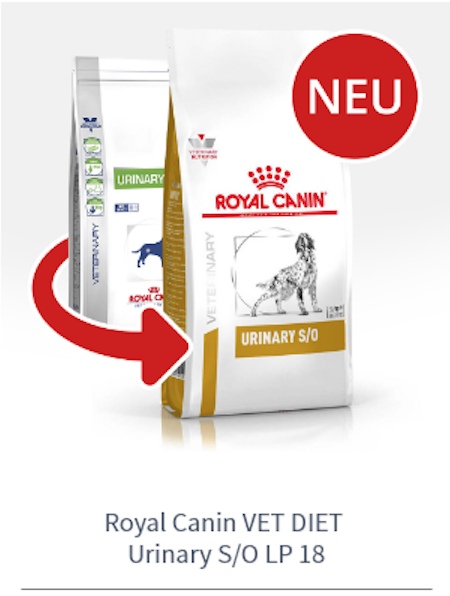 NEU
URINARY
VETERINARY
ROYAL CANIN
VETERINARY
URINARY S/O
Royal Canin VET DIET
Urinary S/O LP 18